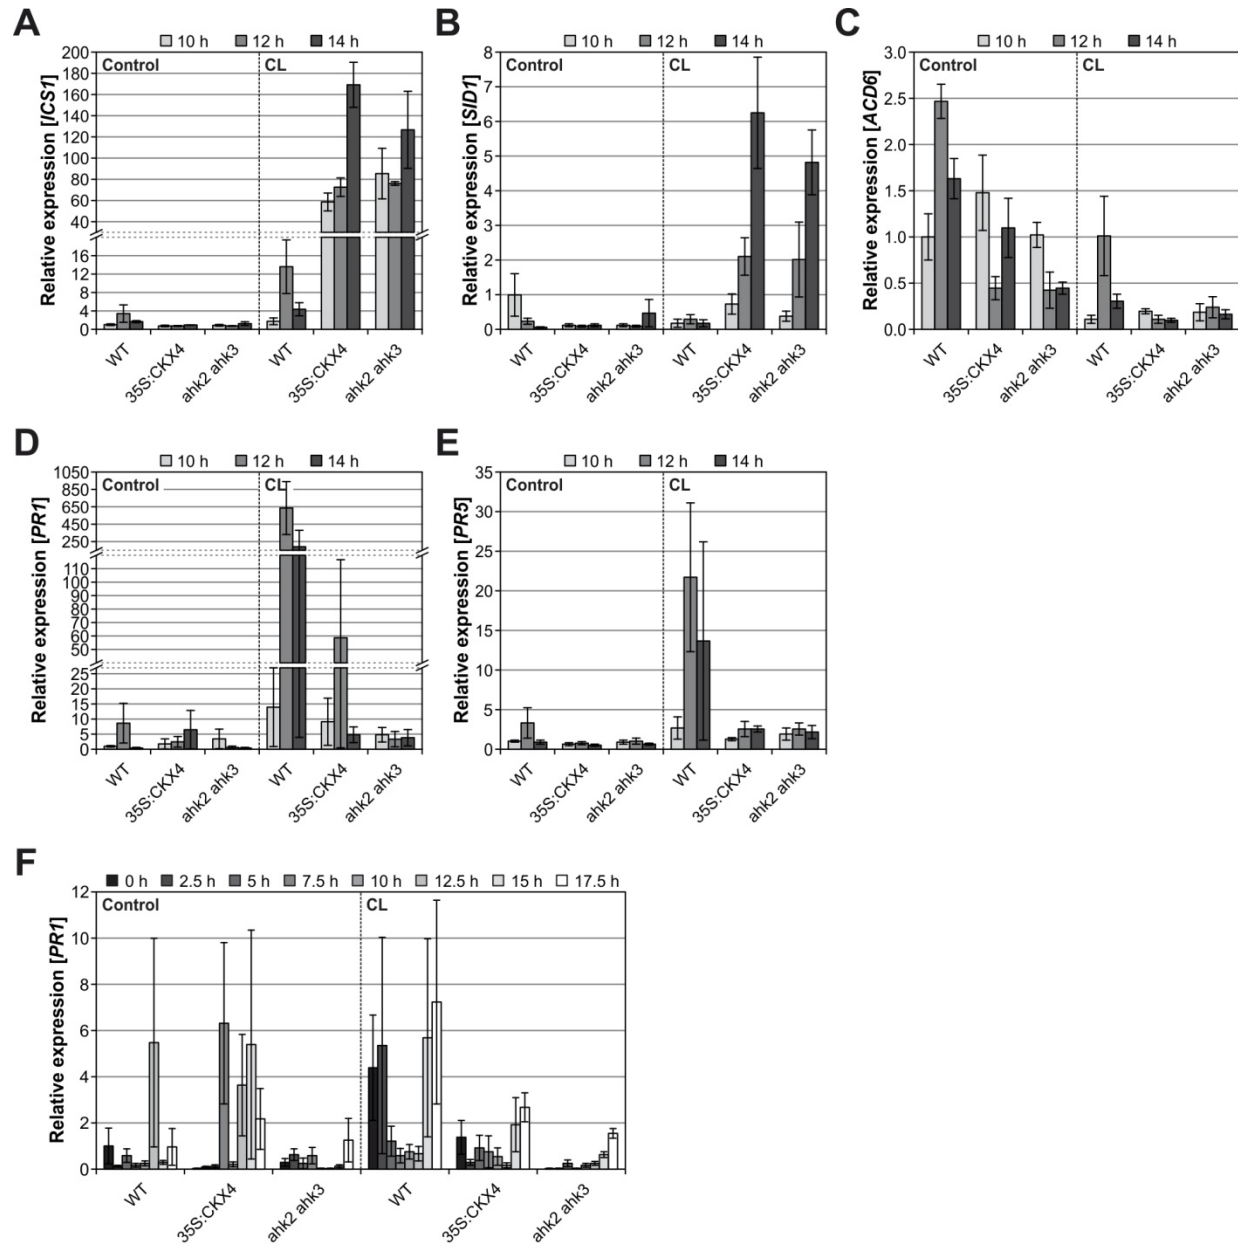 A
10 h 12 h 14 h
Relative expression [ICS1]
200
180
160
140
120
100
80
60
40
16
12
8
4
0
Control CL
WT 35S:CKX4 ahk2 ahk3 WT 35S:CKX4 ahk2 ahk3
B
10 h 12 h 14 h
Relative expression [SID1]
8
7
6
5
4
3
2
1
0
Control CL
WT 35S:CKX4 ahk2 ahk3 WT 35S:CKX4 ahk2 ahk3
C
10 h 12 h 14 h
Relative expression [ACD6]
3.0
2.5
2.0
1.5
1.0
0.5
0.0
Control CL
WT 35S:CKX4 ahk2 ahk3 WT 35S:CKX4 ahk2 ahk3
D
10 h 12 h 14 h
Relative expression [PR1]
1050
850
650
450
250
110
100
90
80
70
60
50
25
20
15
10
5
0
Control CL
WT 35S:CKX4 ahk2 ahk3 WT 35S:CKX4 ahk2 ahk3
E
10 h 12 h 14 h
Relative expression [PR5]
35
30
25
20
15
10
5
0
Control CL
WT 35S:CKX4 ahk2 ahk3 WT 35S:CKX4 ahk2 ahk3
F
0 h 2.5 h 5 h 7.5 h 10 h 12.5 h 15 h 17.5 h
Relative expression [PR1]
12
10
8
6
4
2
0
Control CL
WT 35S:CKX4 ahk2 ahk3 WT 35S:CKX4 ahk2 ahk3